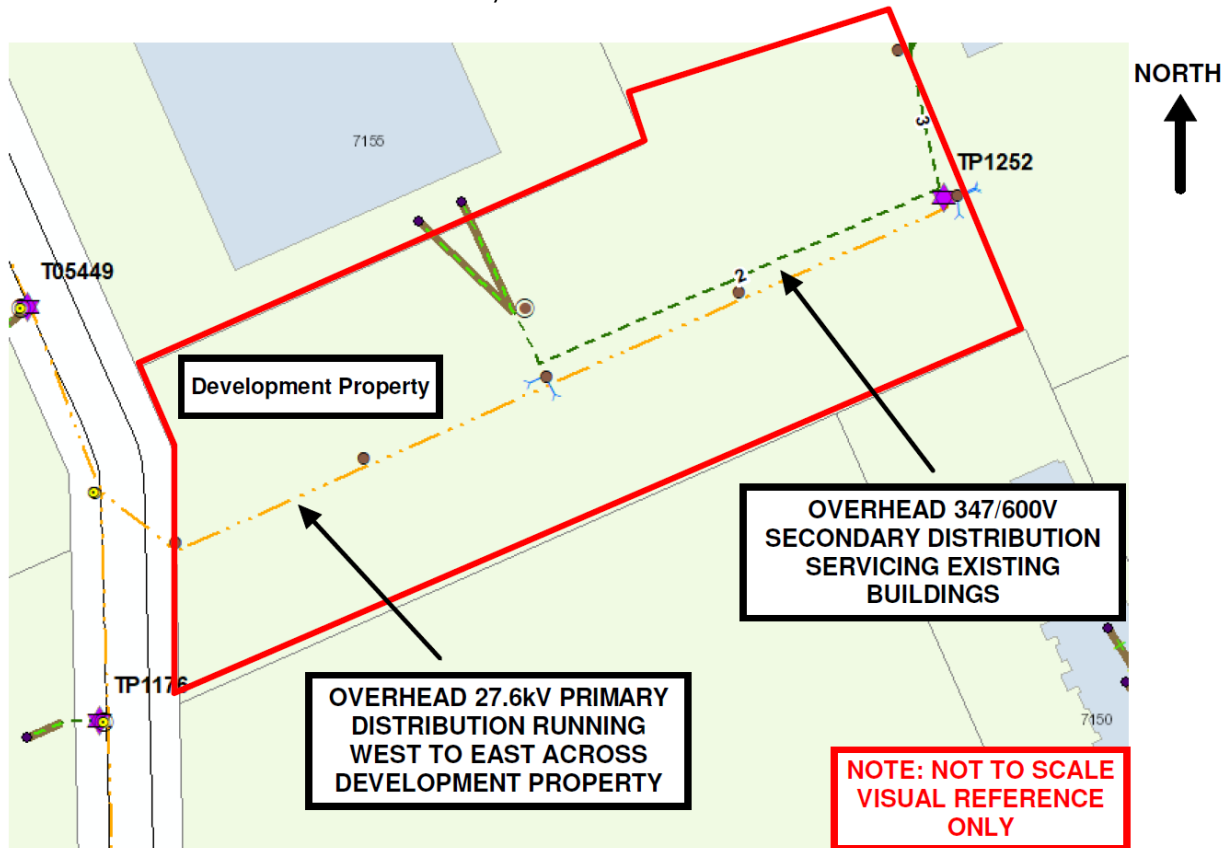 NORTH
7155
3
TP1252
T05449
2
Development Property
OVERHEAD 347/600V
SECONDARY DISTRIBUTION
SERVICING EXISTING
BUILDINGS
TP1176
OVERHEAD 27.6kV PRIMARY
DISTRIBUTION RUNNING
WEST TO EAST ACROSS
DEVELOPMENT PROPERTY
7150
NOTE: NOT TO SCALE
VISUAL REFERENCE
ONLY